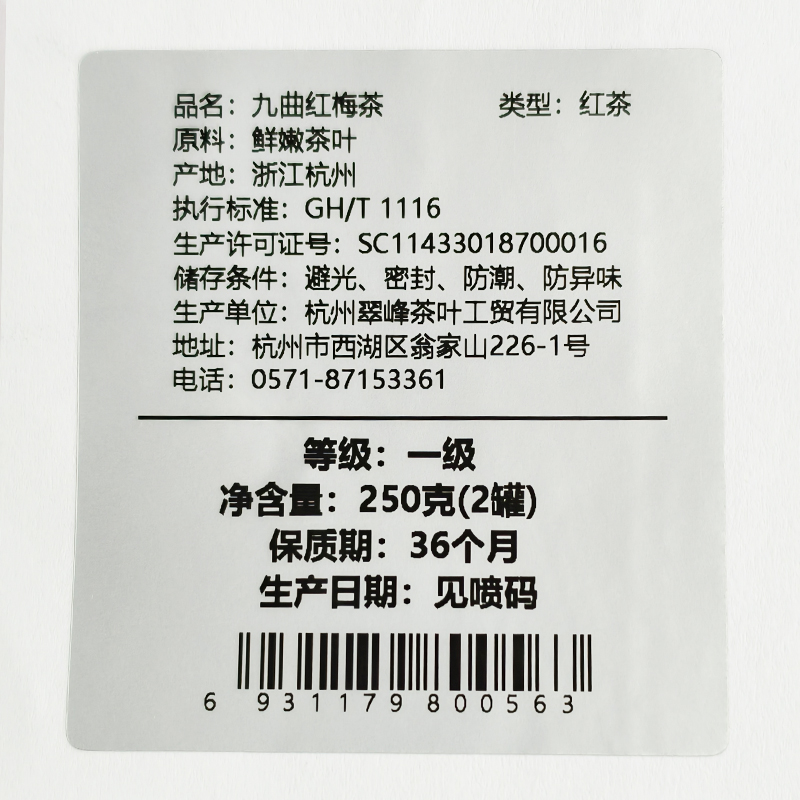 品名：九曲红梅茶 类型：红茶
原料：鲜嫩茶叶
产地：浙江杭州
执行标准：GH/T 1116
生产许可证号：SC11433018700016
储存条件：避光、密封、防潮、防异味
生产单位：杭州翠峰茶叶工贸有限公司
地址：杭州市西湖区翁家山226-1号
电话：0571-87153361
等级：一级
净含量：250克(2罐)
保质期：36个月
生产日期：见喷码
6 931179 800563